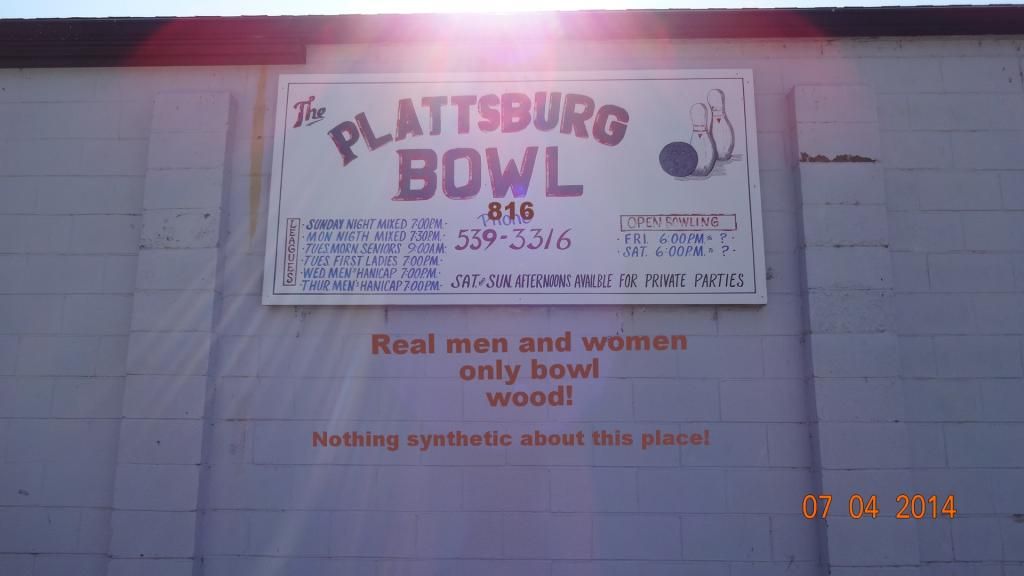 The
PLATTSBURG
BOWL
816
Phone
539-3316
LEAGUES
SUNDAY NIGHT MIXED 7:00PM.
MON NIGTH MIXED 7:30PM.
TUES MORN. SENIORS 9:00AM.
TUES. FIRST LADIES 7:00PM.
WED. MEN' HANICAP 7:00PM.
THUR MEN' HANICAP 7:00PM.
OPEN BOWLING
FRI. 6:00P.M. " ?
SAT. 6:00P.M. " ?
SAT. & SUN. AFTERNOONS AVAILBLE FOR PRIVATE PARTIES
Real men and women
only bowl
wood!
Nothing synthetic about this place!
07 04 2014